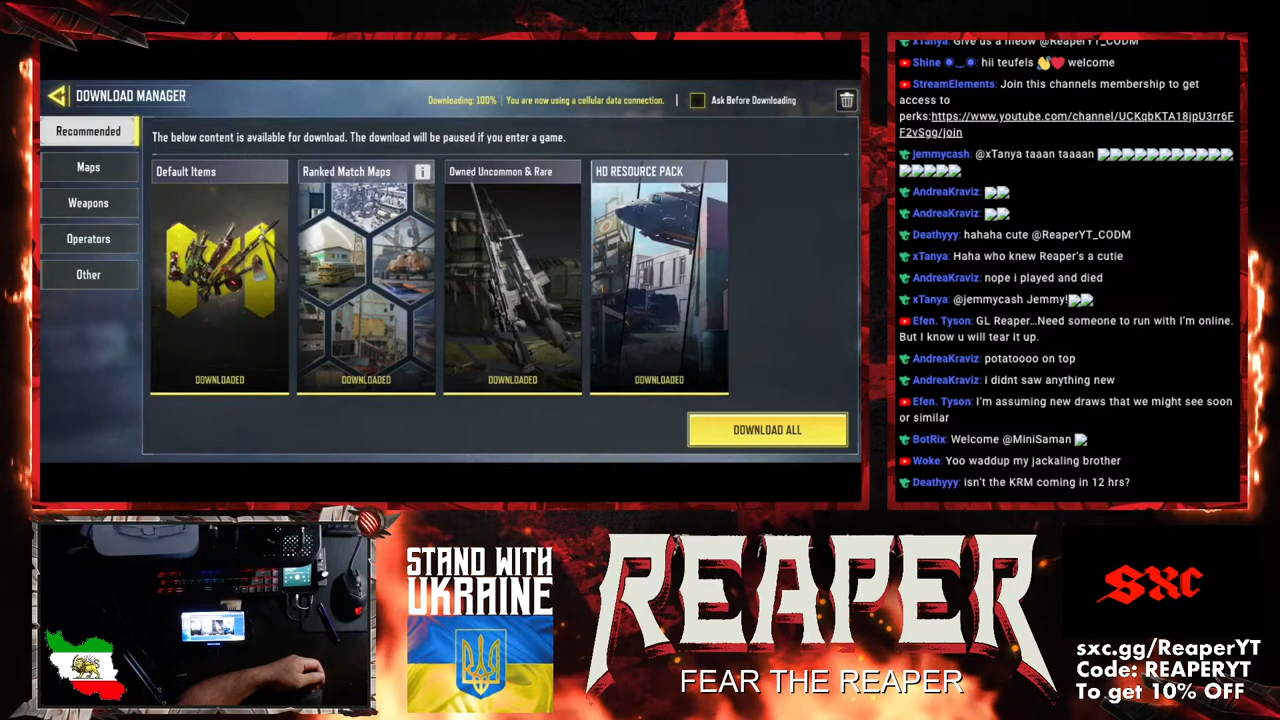 DOWNLOAD MANAGER
Downloading: 100% | You are now using a cellular data connection. | Ask Before Downloading
Recommended
Maps
Weapons
Operators
Other
The below content is available for download. The download will be paused if you enter a game.
Default Items
DOWNLOADED
Ranked Match Maps
i
DOWNLOADED
Owned Uncommon & Rare
DOWNLOADED
HD RESOURCE PACK
DOWNLOADED
DOWNLOAD ALL
xTanya: Give us a meow @ReaperYT_CODM
Shine: hii teufels 👋❤️ welcome
StreamElements: Join this channels membership to get
access to
perks:https://www.youtube.com/channel/UCKqbKTA18jpU3rr6F
F2vSgg/join
jemmycash: @xTanya taaan taaaan
AndreaKraviz:
AndreaKraviz:
Deathyyy: hahaha cute @ReaperYT_CODM
xTanya: Haha who knew Reaper's a cutie
AndreaKraviz: nope i played and died
xTanya: @jemmycash Jemmy!
Efen. Tyson: GL Reaper…Need someone to run with I'm online.
But I know u will tear it up.
AndreaKraviz: potatoooo on top
AndreaKraviz: i didnt saw anything new
Efen. Tyson: I'm assuming new draws that we might see soon
or similar
BotRix: Welcome @MiniSaman
Woke: Yoo waddup my jackaling brother
Deathyyy: isn't the KRM coming in 12 hrs?
STAND WITH
UKRAINE
REAPER
FEAR THE REAPER
sxc
sxc.gg/ReaperYT
Code: REAPERYT
To get 10% OFF